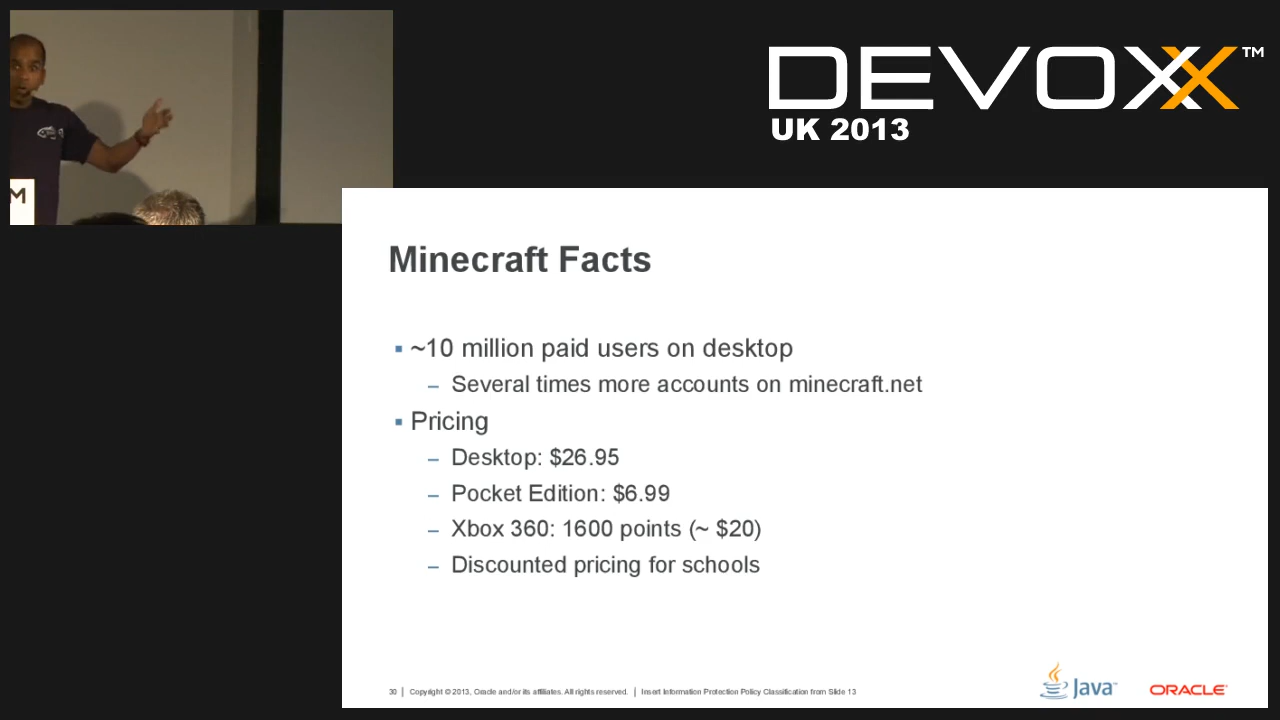 DEVOXX™
UK 2013
M
Minecraft Facts
▪ ~10 million paid users on desktop
– Several times more accounts on minecraft.net
▪ Pricing
– Desktop: $26.95
– Pocket Edition: $6.99
– Xbox 360: 1600 points (~ $20)
– Discounted pricing for schools
30 | Copyright © 2013, Oracle and/or its affiliates. All rights reserved. | Insert Information Protection Policy Classification from Slide 13
Java™
ORACLE®